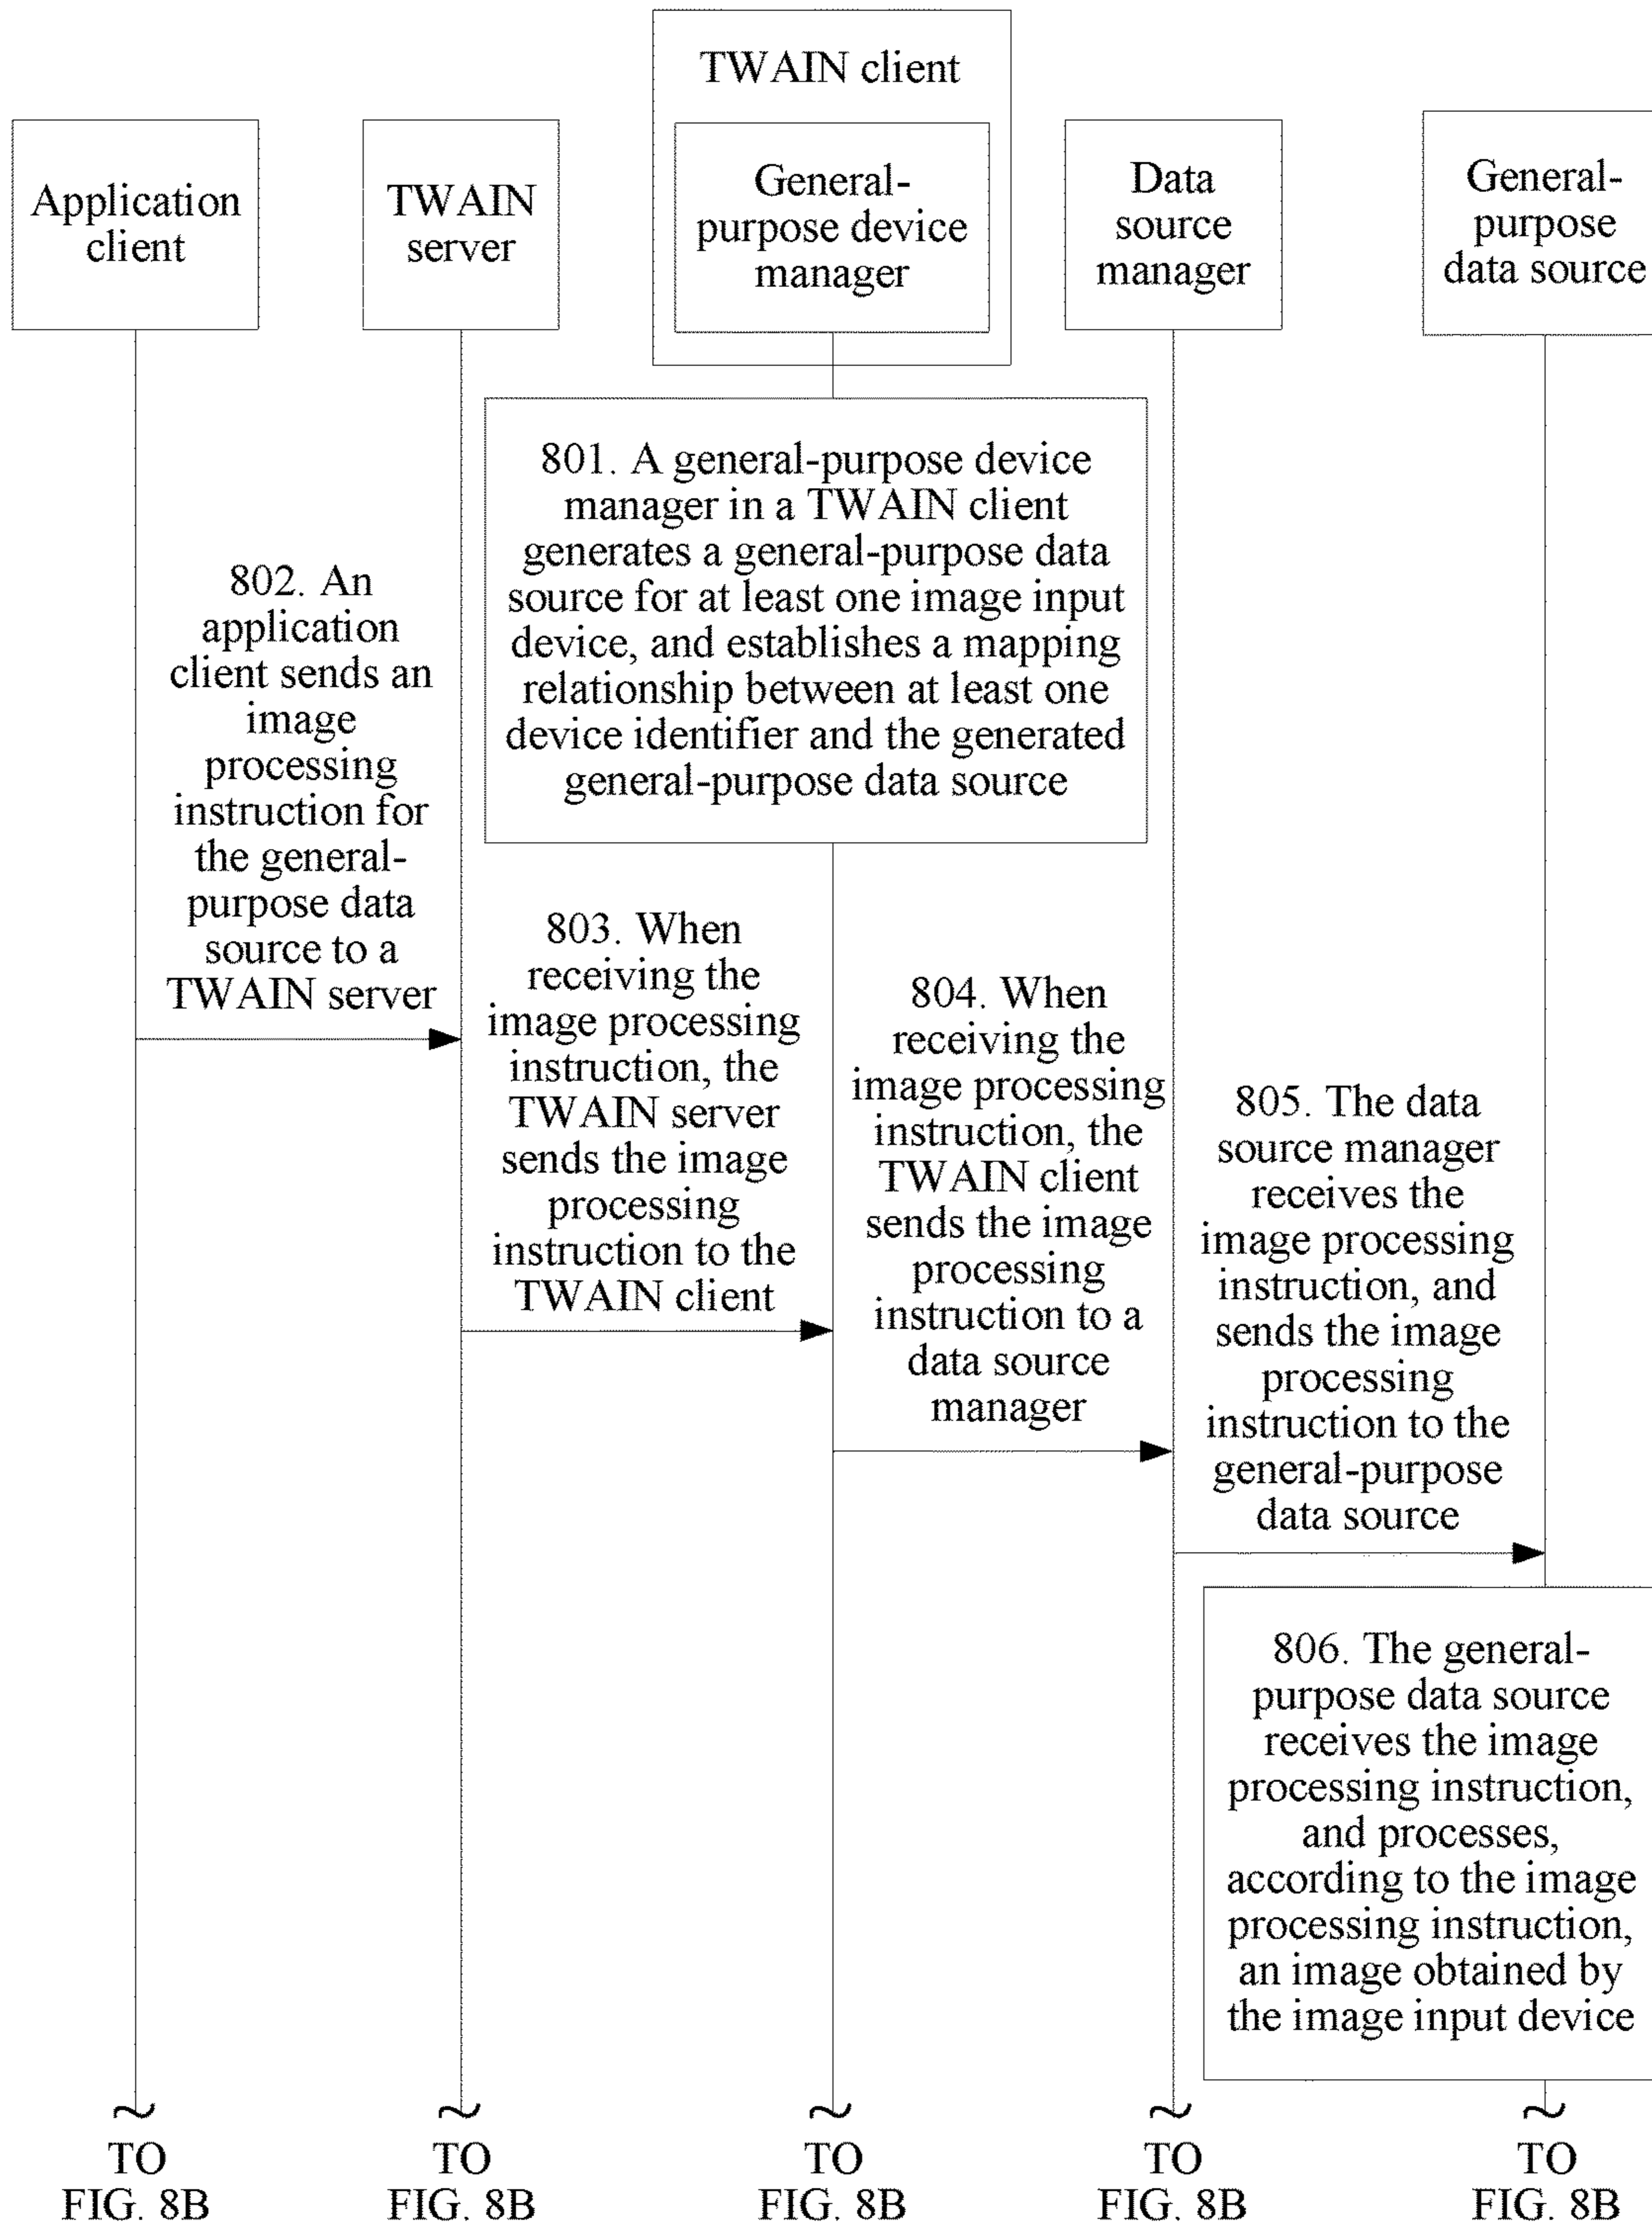 TWAIN client
Application
client
TWAIN
server
General-
purpose device
manager
Data
source
manager
General-
purpose
data source
801. A general-purpose device
manager in a TWAIN client
generates a general-purpose data
source for at least one image input
device, and establishes a mapping
relationship between at least one
device identifier and the generated
general-purpose data source
802. An
application
client sends an
image
processing
instruction for
the general-
purpose data
source to a
TWAIN server
803. When
receiving the
image processing
instruction, the
TWAIN server
sends the image
processing
instruction to the
TWAIN client
804. When
receiving the
image processing
instruction, the
TWAIN client
sends the image
processing
instruction to a
data source
manager
805. The data
source manager
receives the
image processing
instruction, and
sends the image
processing
instruction to the
general-purpose
data source
806. The general-
purpose data source
receives the image
processing instruction,
and processes,
according to the image
processing instruction,
an image obtained by
the image input device
TO
FIG. 8B
TO
FIG. 8B
TO
FIG. 8B
TO
FIG. 8B
TO
FIG. 8B